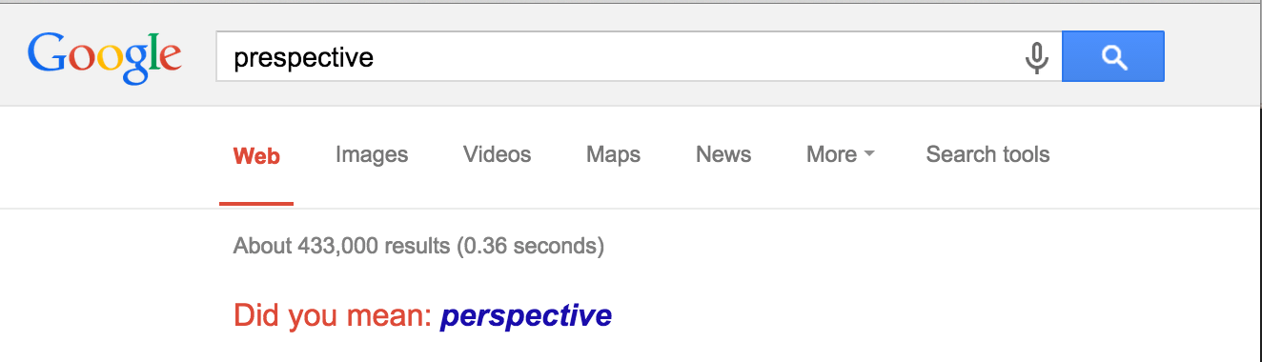 Google prespective
Web Images Videos Maps News More Search tools
About 433,000 results (0.36 seconds)
Did you mean: perspective